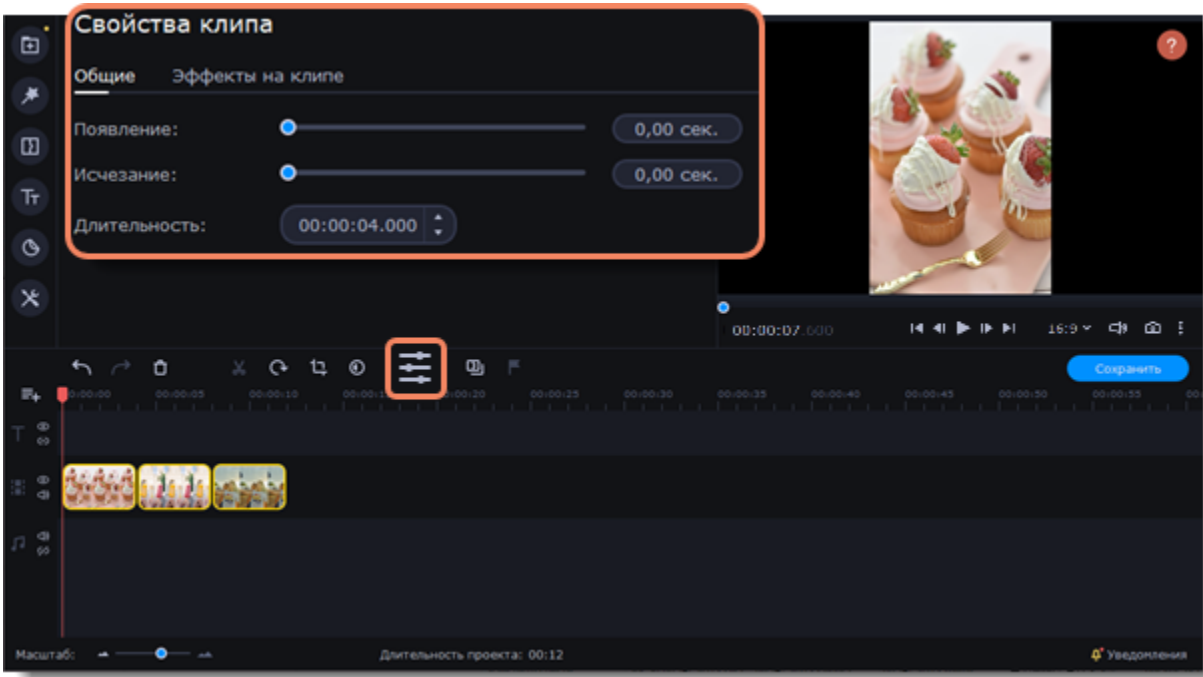 Свойства клипа
Общие Эффекты на клипе
Появление: 0,00 сек.
Исчезание: 0,00 сек.
Длительность: 00:00:04.000
?
Тт
00:00:07.600 16:9
Сохранить
00:00:00 00:00:05 00:00:10 00:00:20 00:00:25 00:00:30 00:00:35 00:00:40 00:00:45 00:00:50 00:00:55
T
Масштаб: Длительность проекта: 00:12 Уведомления